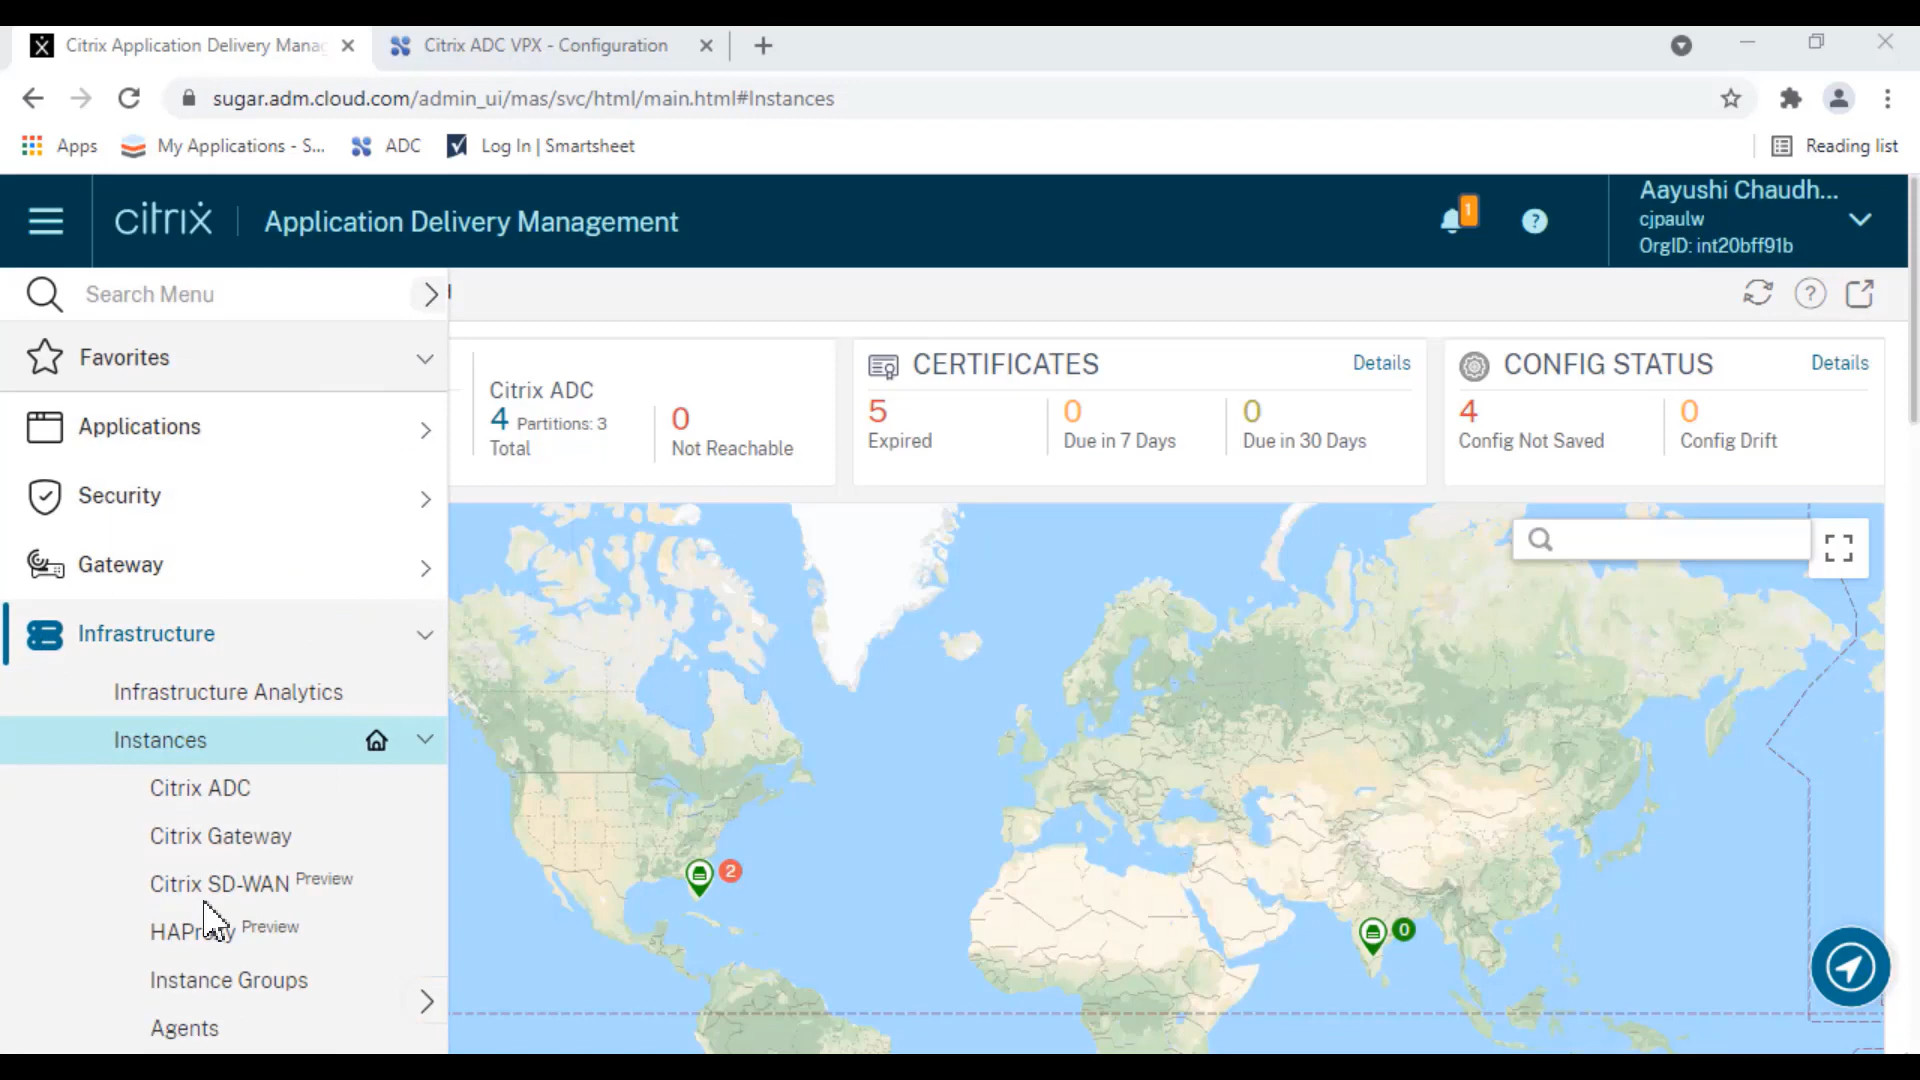 Citrix Application Delivery Manag
Citrix ADC VPX - Configuration
sugar.adm.cloud.com/admin_ui/mas/svc/html/main.html#Instances
Apps
My Applications - S...
ADC
Log In | Smartsheet
Reading list
citrix
Application Delivery Management
1
?
Aayushi Chaudh...
cjpaulw
OrgID: int20bff91b
Search Menu
?
Favorites
Applications
Security
Gateway
Infrastructure
Infrastructure Analytics
Instances
Citrix ADC
Citrix Gateway
Citrix SD-WAN Preview
HAProxy Preview
Instance Groups
Agents
Citrix ADC
4 Partitions: 3
Total
0
Not Reachable
CERTIFICATES
Details
5
Expired
0
Due in 7 Days
0
Due in 30 Days
CONFIG STATUS
Details
4
Config Not Saved
0
Config Drift
2
0